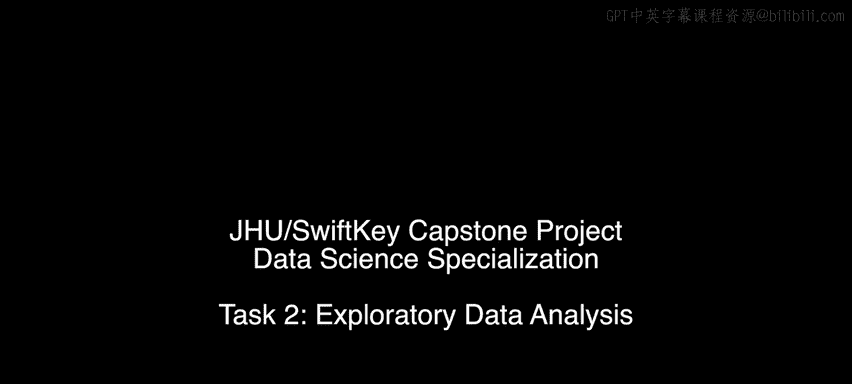 GPT中英字幕课程资源@bilibili.com
JHU/SwiftKey Capstone Project
Data Science Specialization
Task 2: Exploratory Data Analysis